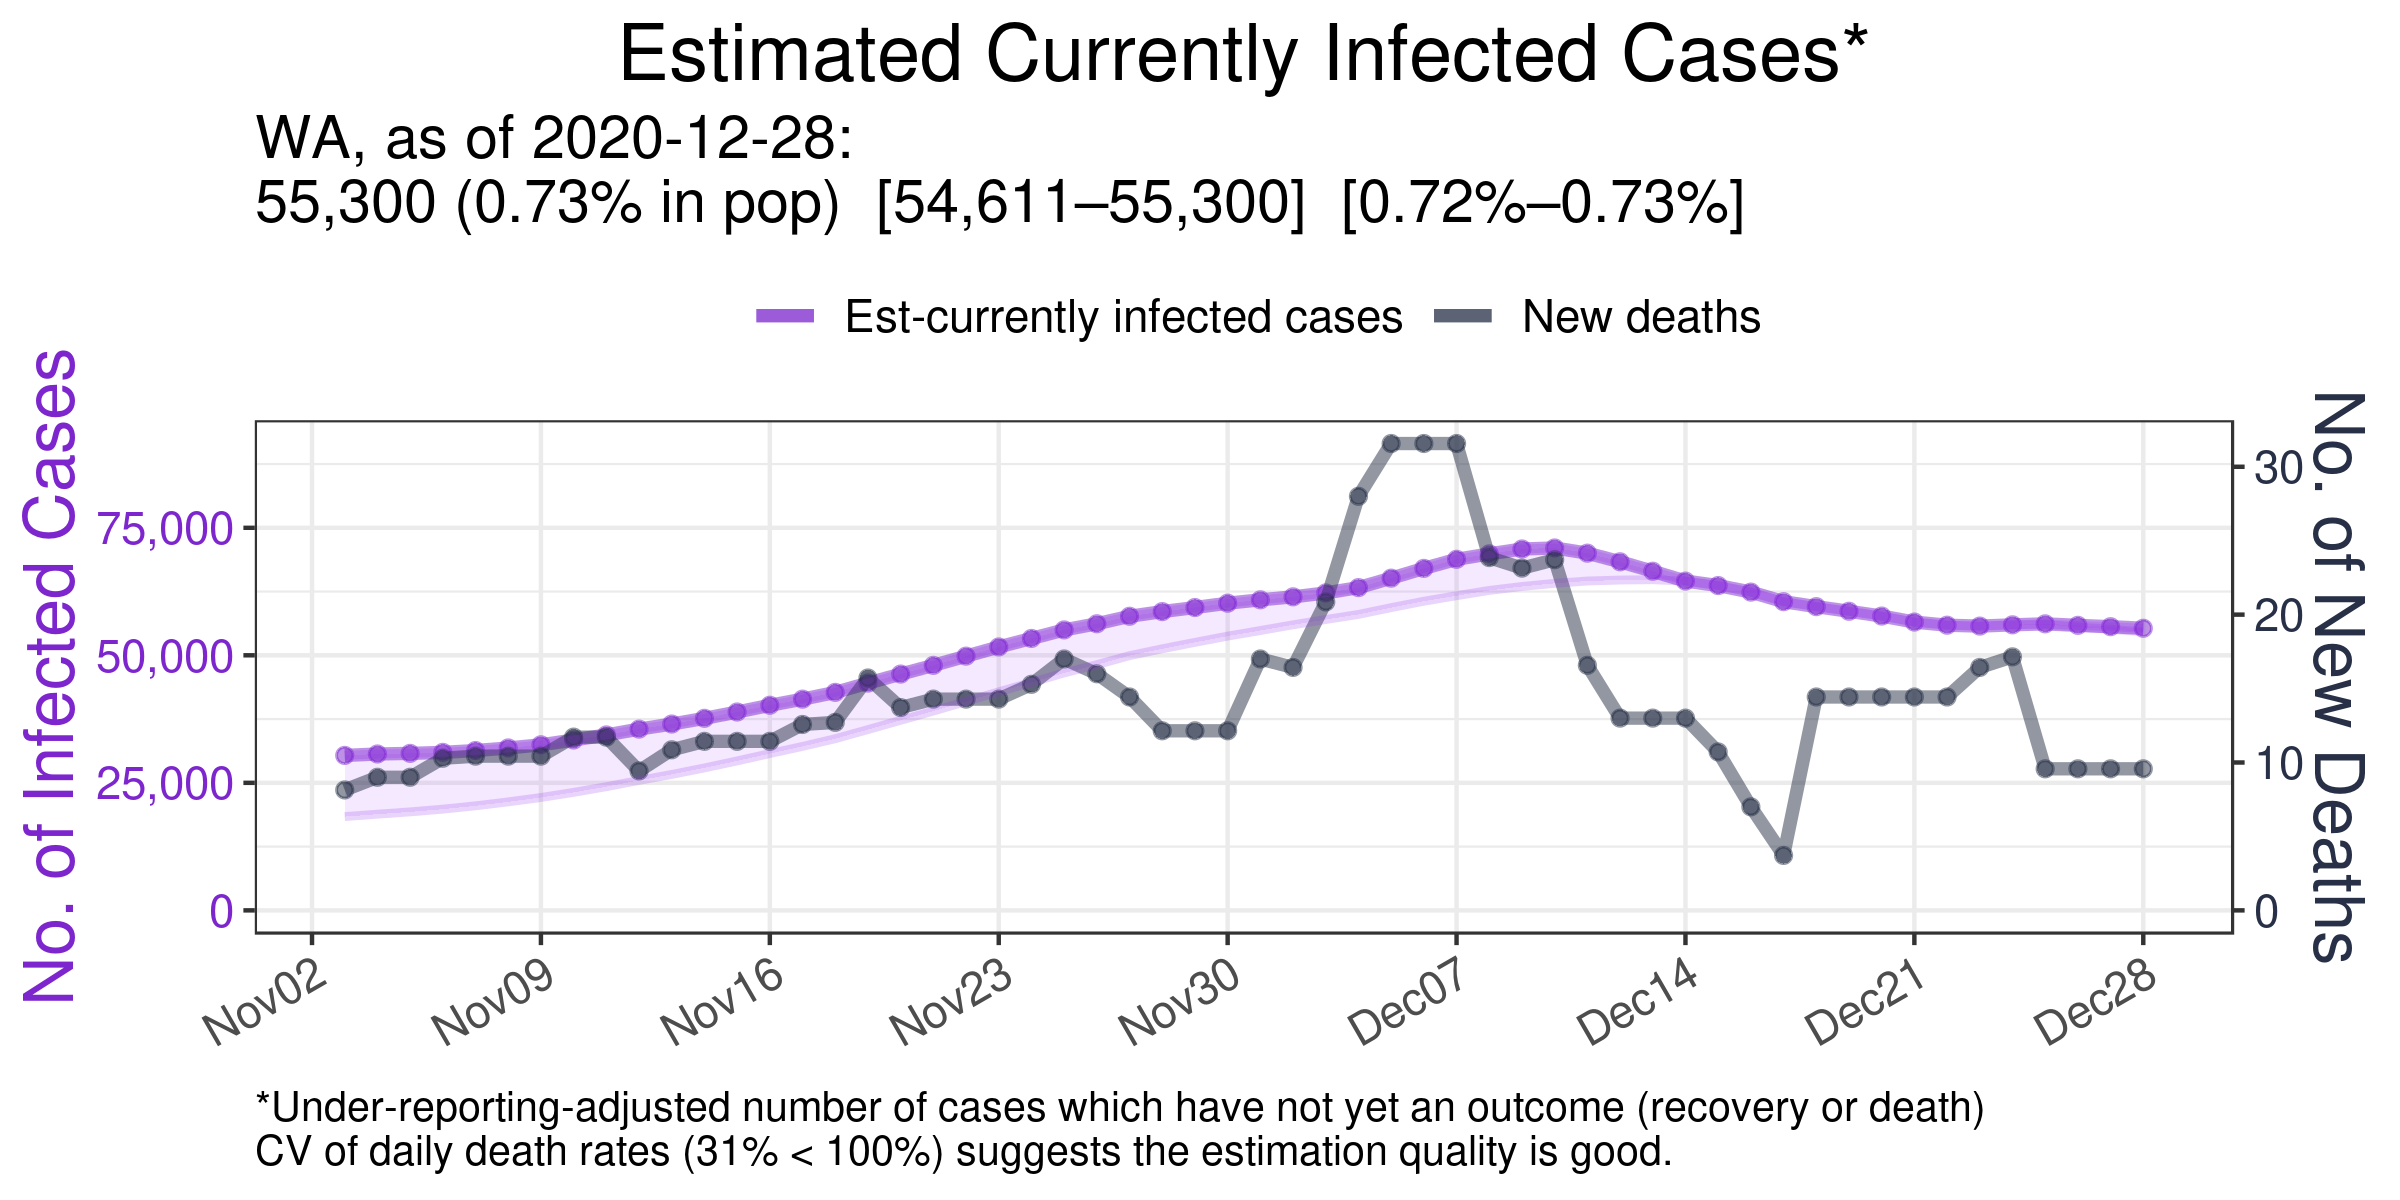 Estimated Currently Infected Cases*
WA, as of 2020-12-28:
55,300 (0.73% in pop)  [54,611–55,300]  [0.72%–0.73%]
Est-currently infected cases
New deaths
No. of Infected Cases
75,000
50,000
25,000
0
30
20
10
0
No. of New Deaths
Nov02
Nov09
Nov16
Nov23
Nov30
Dec07
Dec14
Dec21
Dec28
*Under-reporting-adjusted number of cases which have not yet an outcome (recovery or death)
CV of daily death rates (31% < 100%) suggests the estimation quality is good.